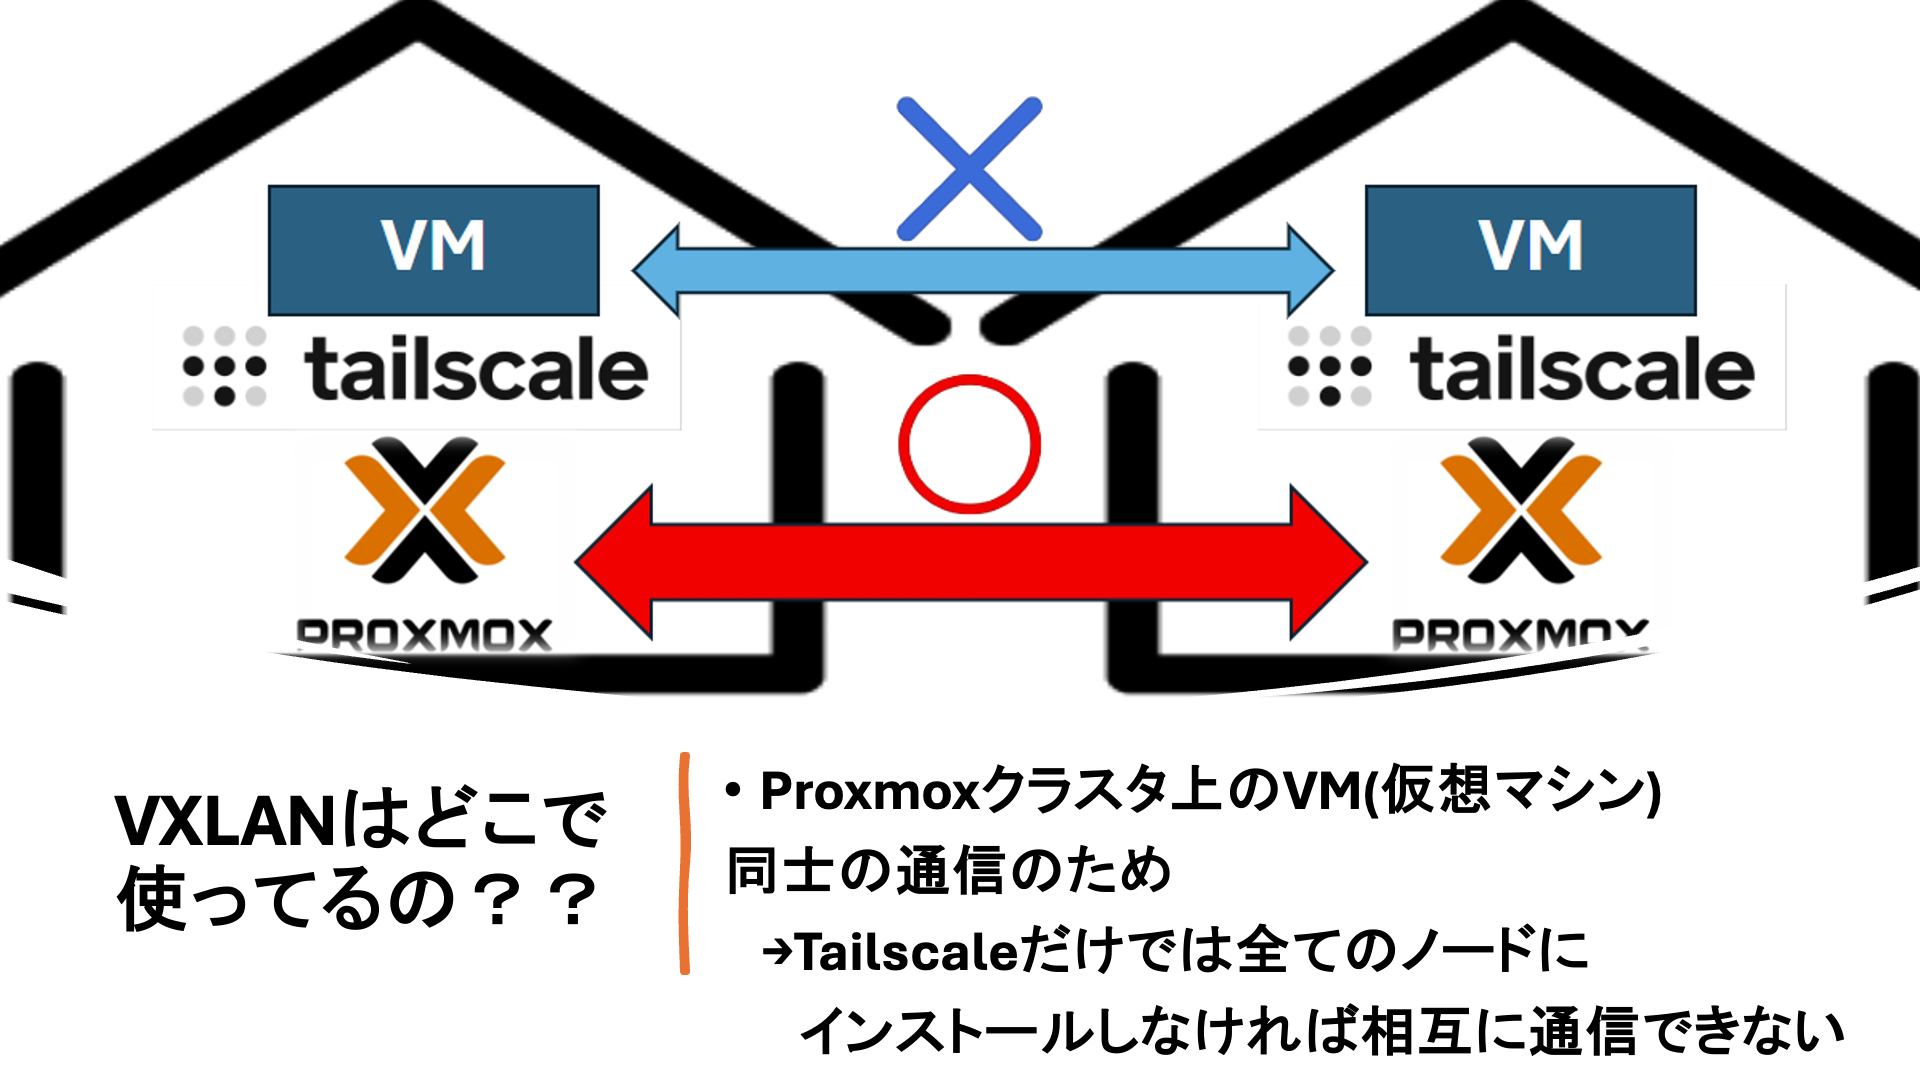 VM
VM
tailscale
tailscale
PROXMOX
PROXMOX
VXLANはどこで
使ってるの？？
• Proxmoxクラスタ上のVM(仮想マシン)
同士の通信のため
→Tailscaleだけでは全てのノードに
インストールしなければ相互に通信できない